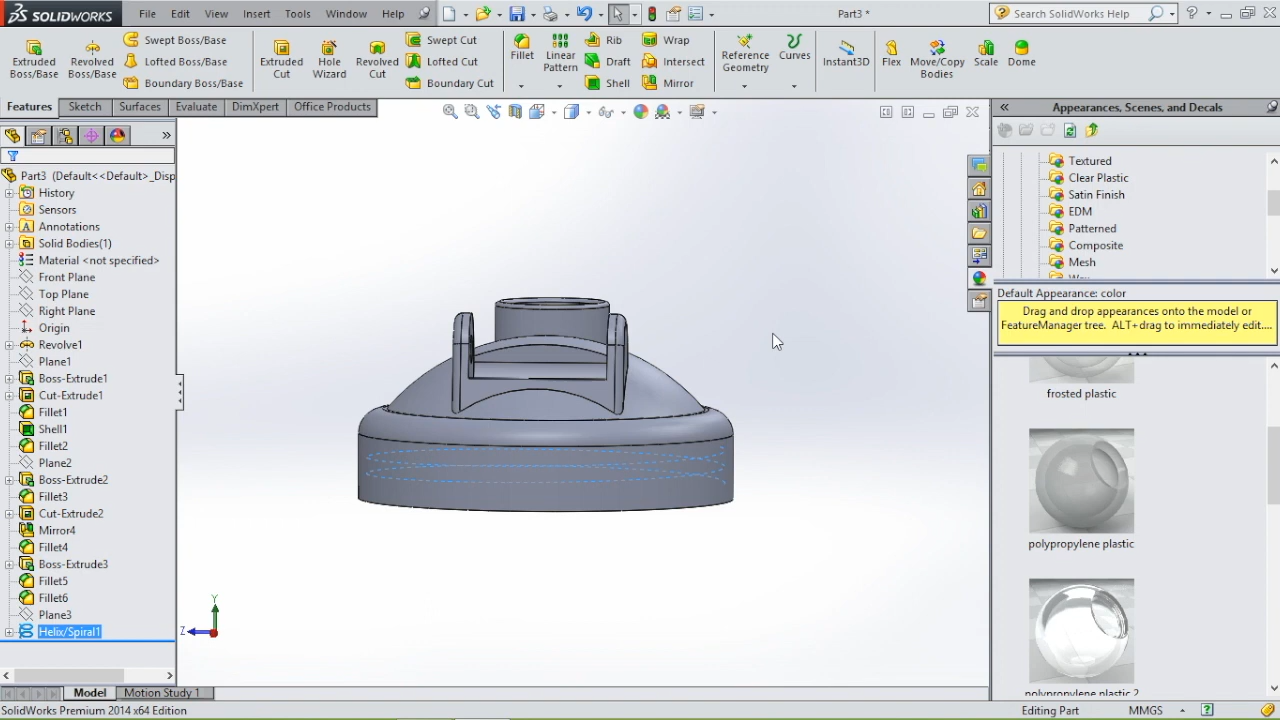 SOLIDWORKS File Edit View Insert Tools Window Help Part3 * Search SolidWorks Help
Extruded Boss/Base
Revolved Boss/Base
Swept Boss/Base
Lofted Boss/Base
Boundary Boss/Base
Extruded Cut
Hole Wizard
Revolved Cut
Swept Cut
Lofted Cut
Boundary Cut
Fillet
Linear Pattern
Rib
Draft
Shell
Wrap
Intersect
Mirror
Reference Geometry
Curves
Instant3D
Flex
Move/Copy Bodies
Scale
Dome
Features Sketch Surfaces Evaluate DimXpert Office Products
Appearances, Scenes, and Decals
Part3 (Default<<Default>_Disp
History
Sensors
Annotations
Solid Bodies(1)
Material <not specified>
Front Plane
Top Plane
Right Plane
Origin
Revolve1
Plane1
Boss-Extrude1
Cut-Extrude1
Fillet1
Shell1
Fillet2
Plane2
Boss-Extrude2
Fillet3
Cut-Extrude2
Mirror4
Fillet4
Boss-Extrude3
Fillet5
Fillet6
Plane3
Helix/Spiral1
Y
Z
Textured
Clear Plastic
Satin Finish
EDM
Patterned
Composite
Mesh
Default Appearance: color
Drag and drop appearances onto the model or
FeatureManager tree. ALT+drag to immediately edit....
frosted plastic
polypropylene plastic
polypropylene plastic 2
Model Motion Study 1
SolidWorks Premium 2014 x64 Edition Editing Part MMGS